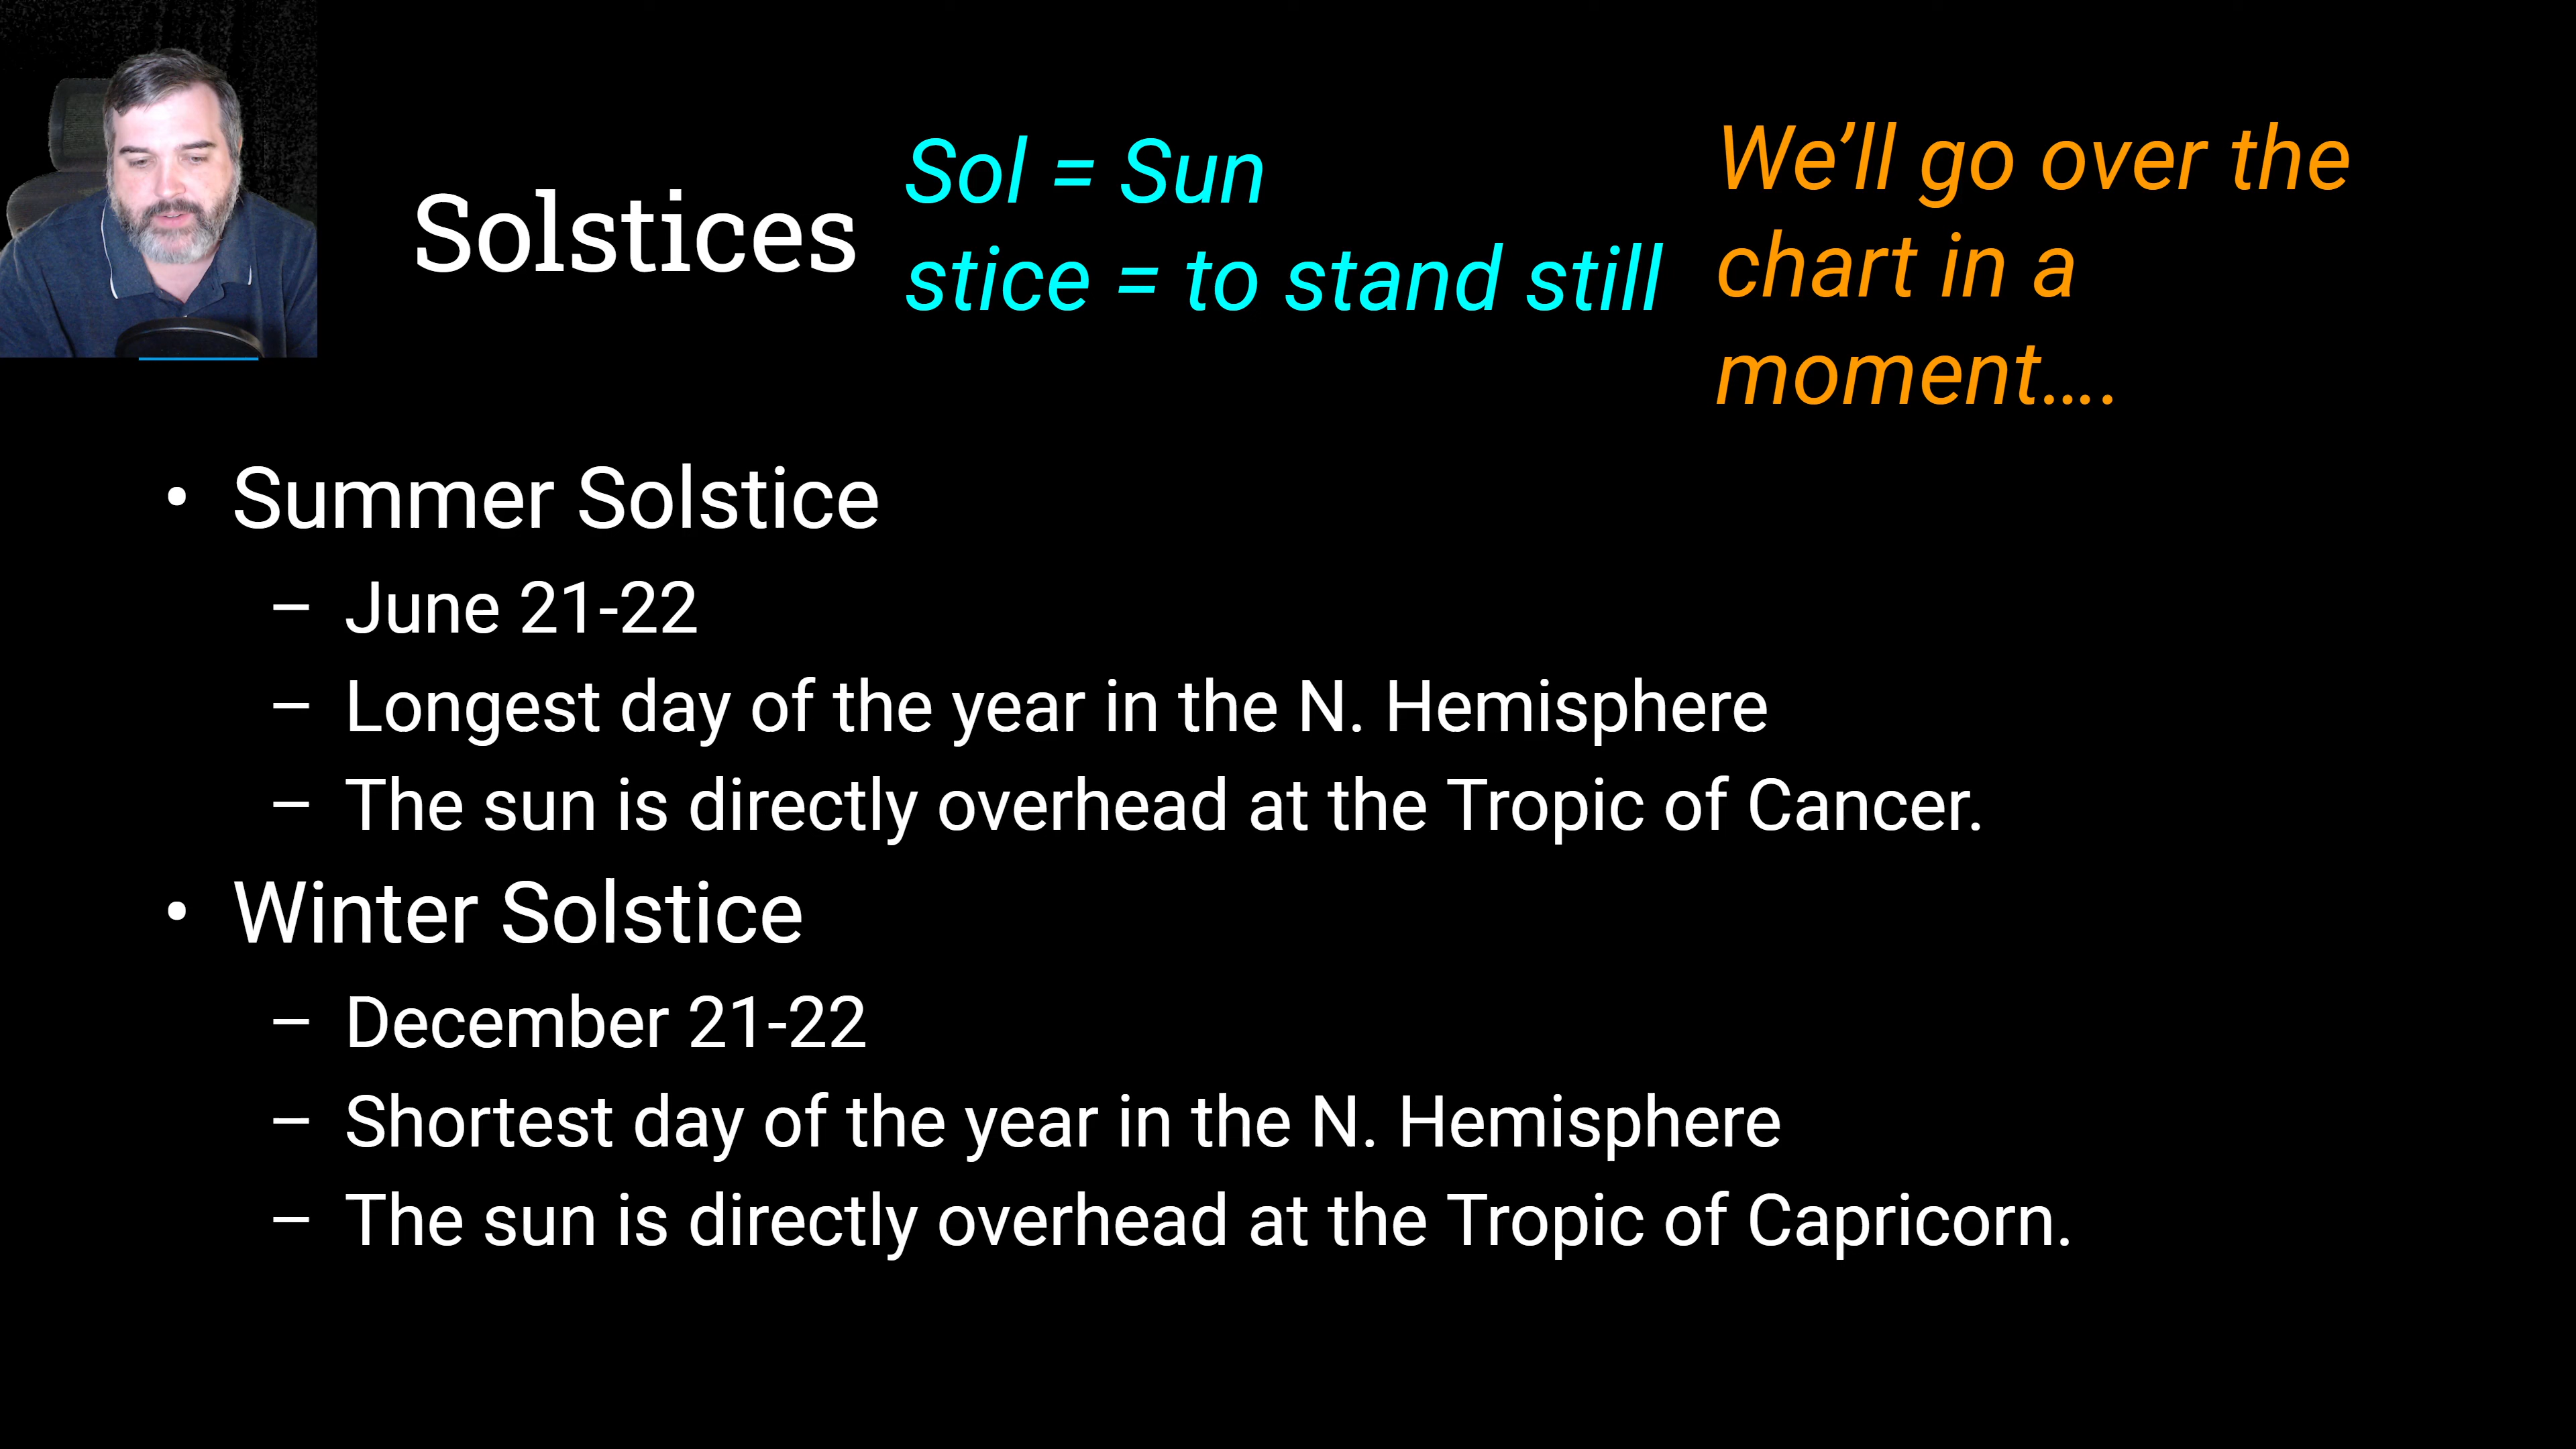 Solstices
Sol = Sun
stice = to stand still
We’ll go over the
chart in a
moment....
• Summer Solstice
– June 21-22
– Longest day of the year in the N. Hemisphere
– The sun is directly overhead at the Tropic of Cancer.
• Winter Solstice
– December 21-22
– Shortest day of the year in the N. Hemisphere
– The sun is directly overhead at the Tropic of Capricorn.